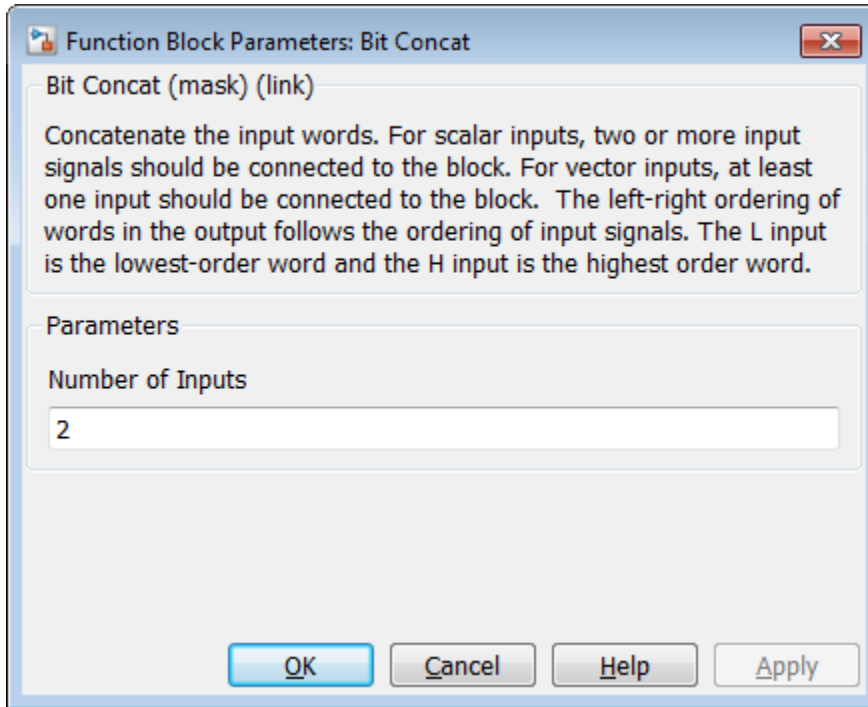 Function Block Parameters: Bit Concat
Bit Concat (mask) (link)
Concatenate the input words. For scalar inputs, two or more input
signals should be connected to the block. For vector inputs, at least
one input should be connected to the block.  The left-right ordering of
words in the output follows the ordering of input signals. The L input
is the lowest-order word and the H input is the highest order word.
Parameters
Number of Inputs
2
OK Cancel Help Apply